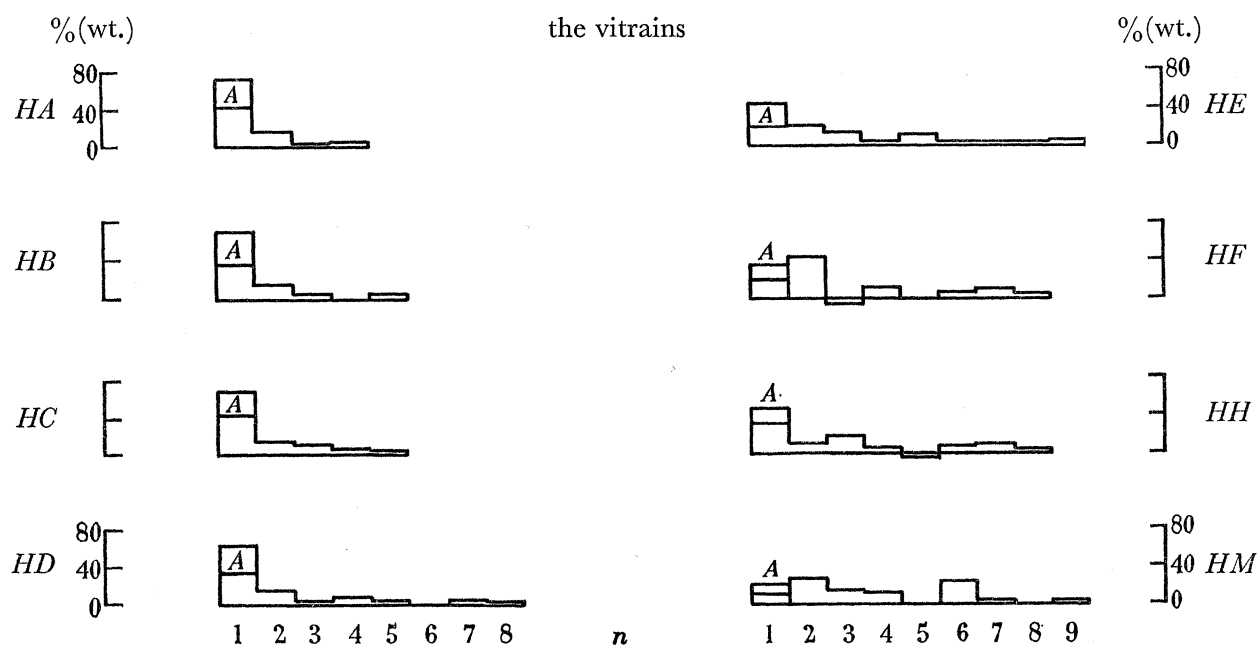 %(wt.) the vitrains %(wt.)
HA 80 40 0 A A 80 40 0 HE
HB A A HF
HC A A HH
HD 80 40 0 A A 80 40 0 HM
1 2 3 4 5 6 7 8 n 1 2 3 4 5 6 7 8 9